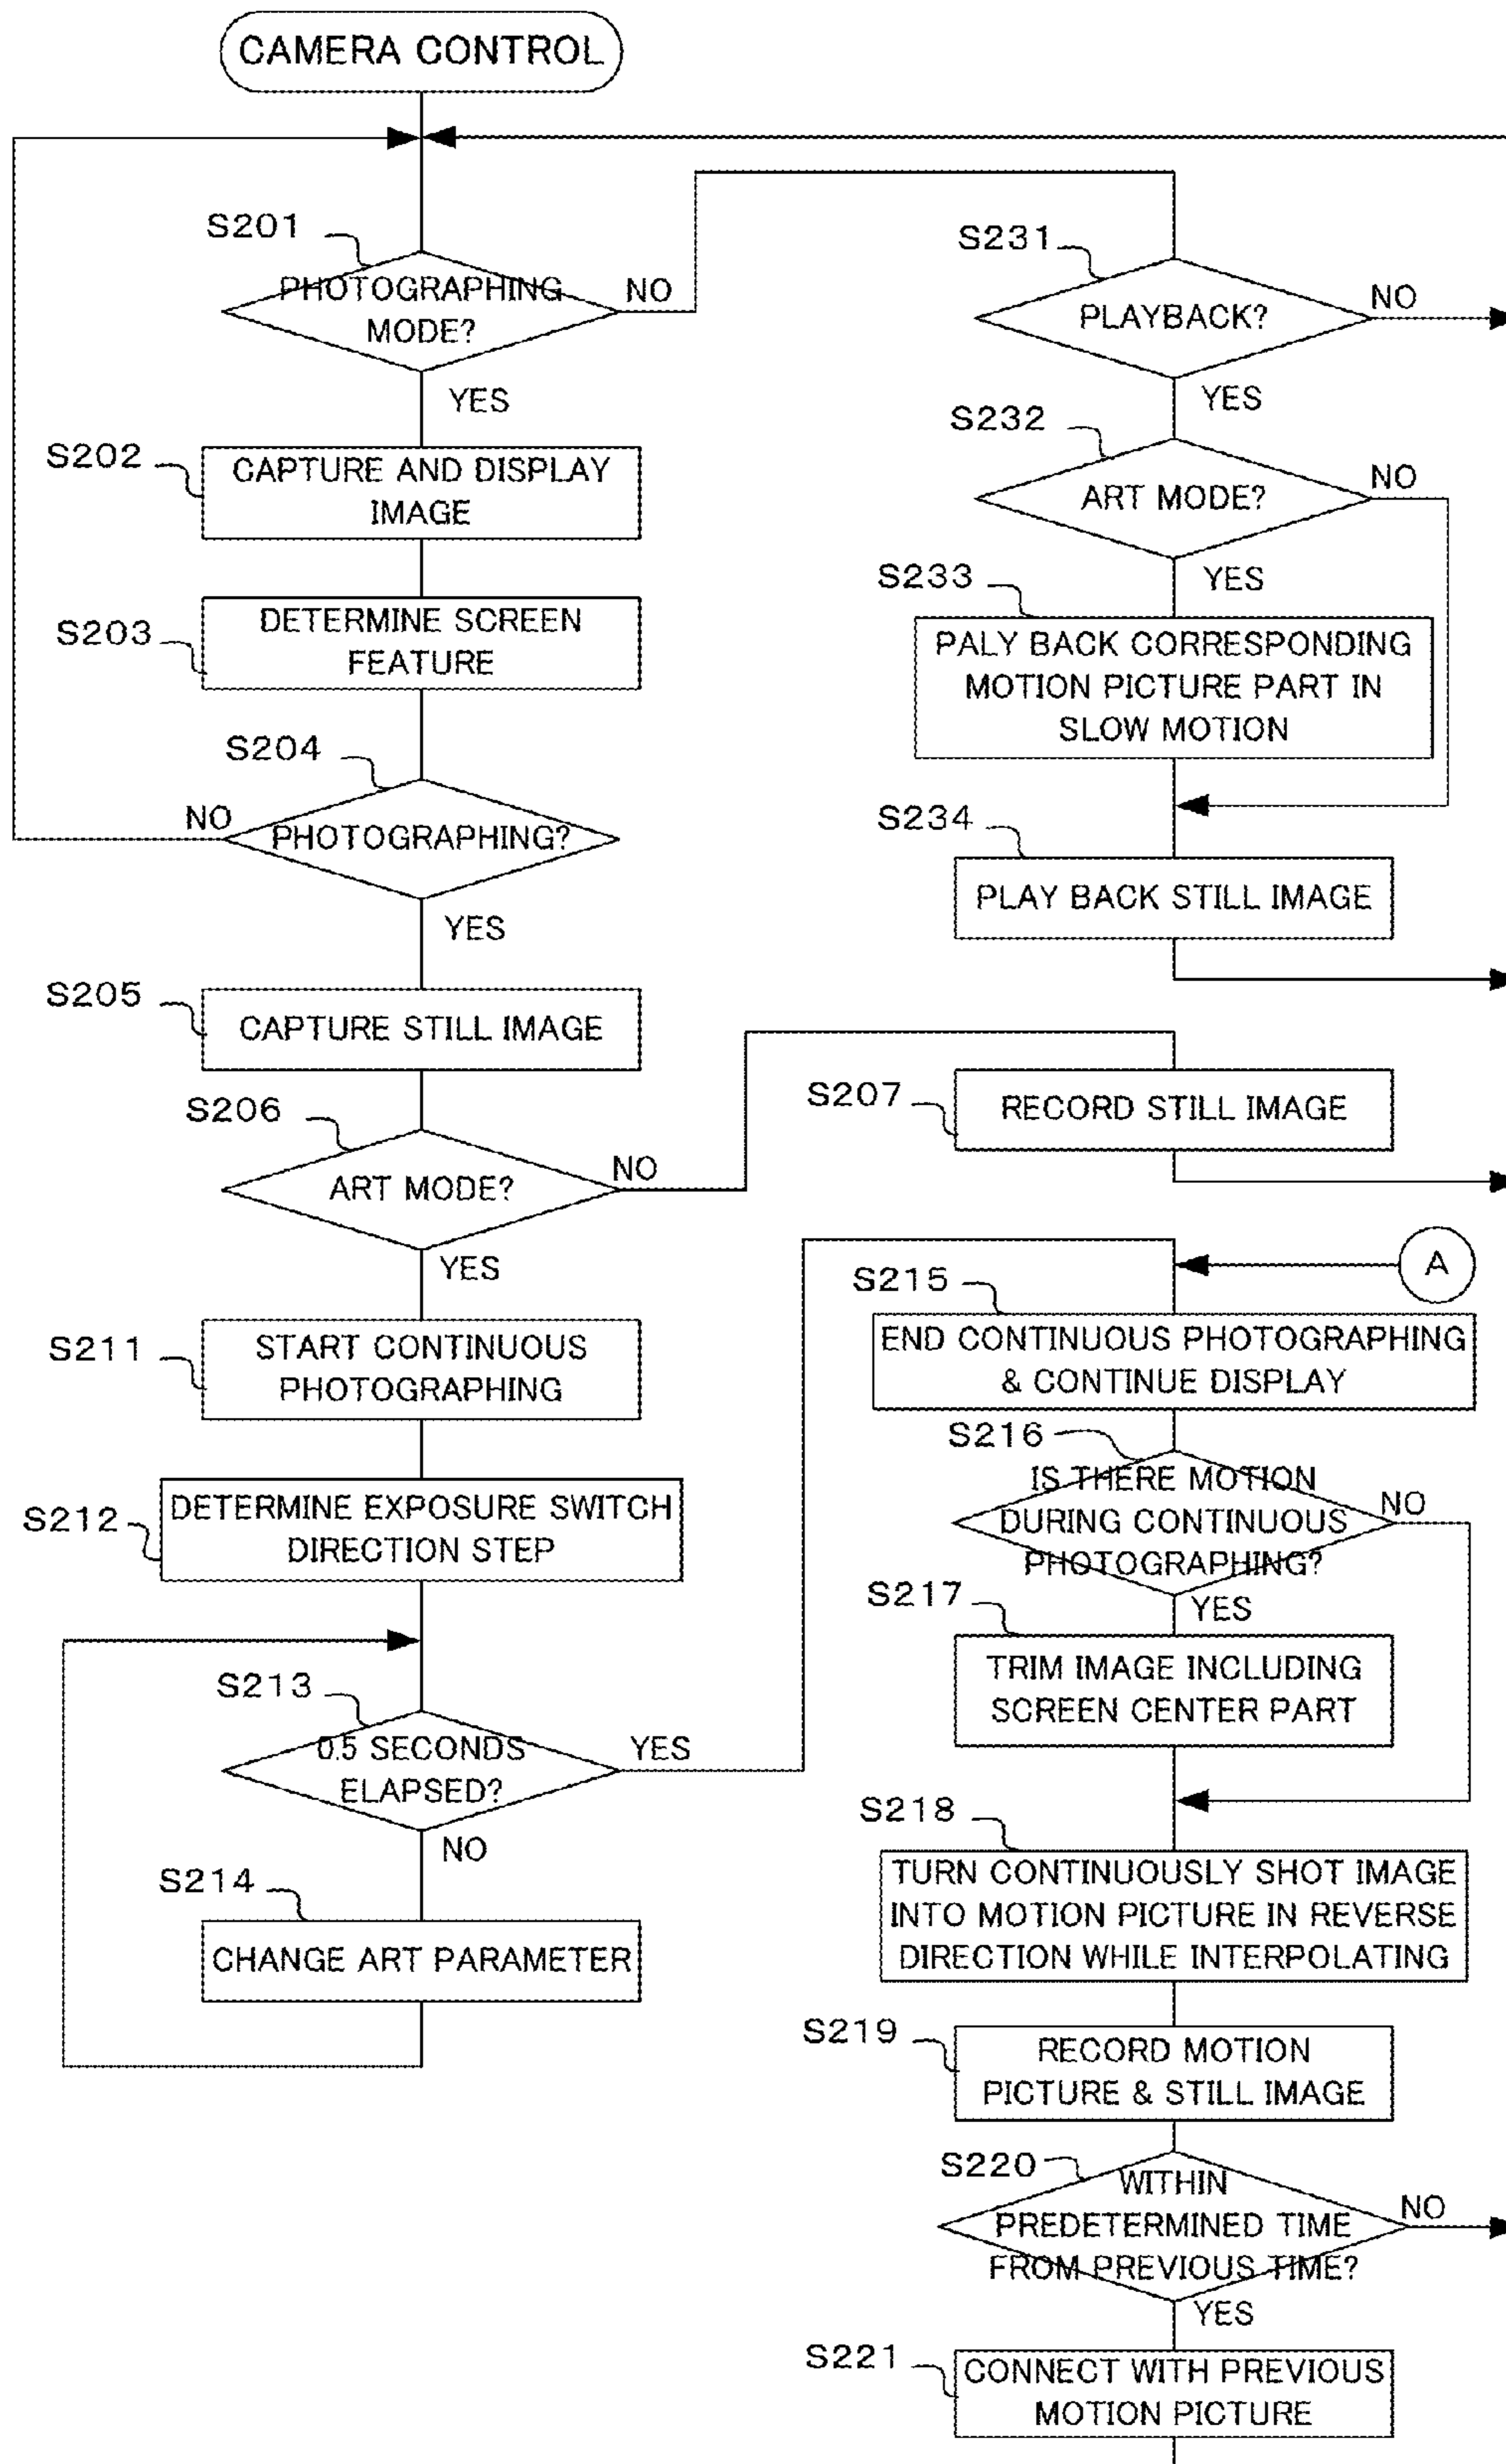 CAMERA CONTROL
S201
PHOTOGRAPHING
MODE?
NO
YES
S202
CAPTURE AND DISPLAY
IMAGE
S203
DETERMINE SCREEN
FEATURE
S204
NO
PHOTOGRAPHING?
YES
S205
CAPTURE STILL IMAGE
S206
ART MODE?
NO
YES
S207
RECORD STILL IMAGE
S211
START CONTINUOUS
PHOTOGRAPHING
S212
DETERMINE EXPOSURE SWITCH
DIRECTION STEP
S213
0.5 SECONDS
ELAPSED?
YES
NO
S214
CHANGE ART PARAMETER
S231
PLAYBACK?
NO
YES
S232
ART MODE?
NO
YES
S233
PALY BACK CORRESPONDING
MOTION PICTURE PART IN
SLOW MOTION
S234
PLAY BACK STILL IMAGE
A
S215
END CONTINUOUS PHOTOGRAPHING
& CONTINUE DISPLAY
S216
IS THERE MOTION
DURING CONTINUOUS
PHOTOGRAPHING?
NO
YES
S217
TRIM IMAGE INCLUDING
SCREEN CENTER PART
S218
TURN CONTINUOUSLY SHOT IMAGE
INTO MOTION PICTURE IN REVERSE
DIRECTION WHILE INTERPOLATING
S219
RECORD MOTION
PICTURE & STILL IMAGE
S220
WITHIN
PREDETERMINED TIME
FROM PREVIOUS TIME?
NO
YES
S221
CONNECT WITH PREVIOUS
MOTION PICTURE